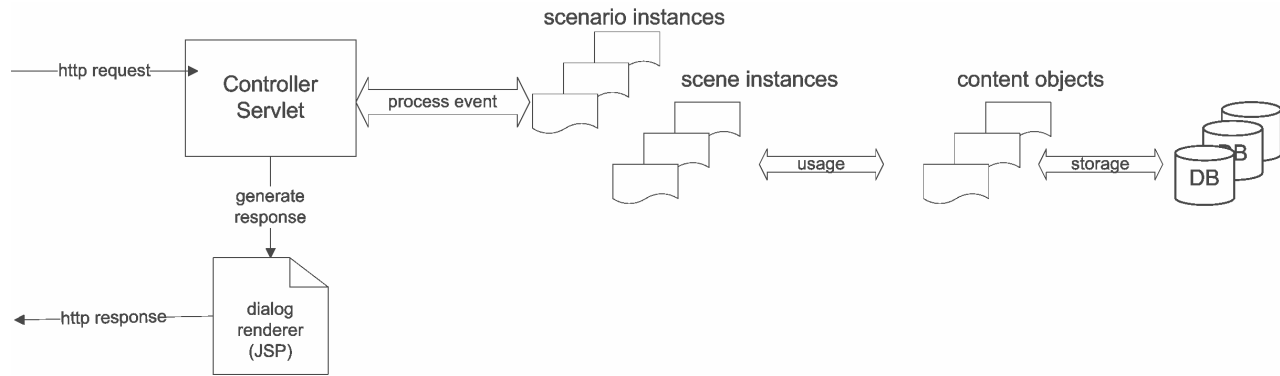 scenario instances
http request
Controller
Servlet
process event
scene instances
content objects
usage
storage
DB
DB
generate
response
http response
dialog
renderer
(JSP)